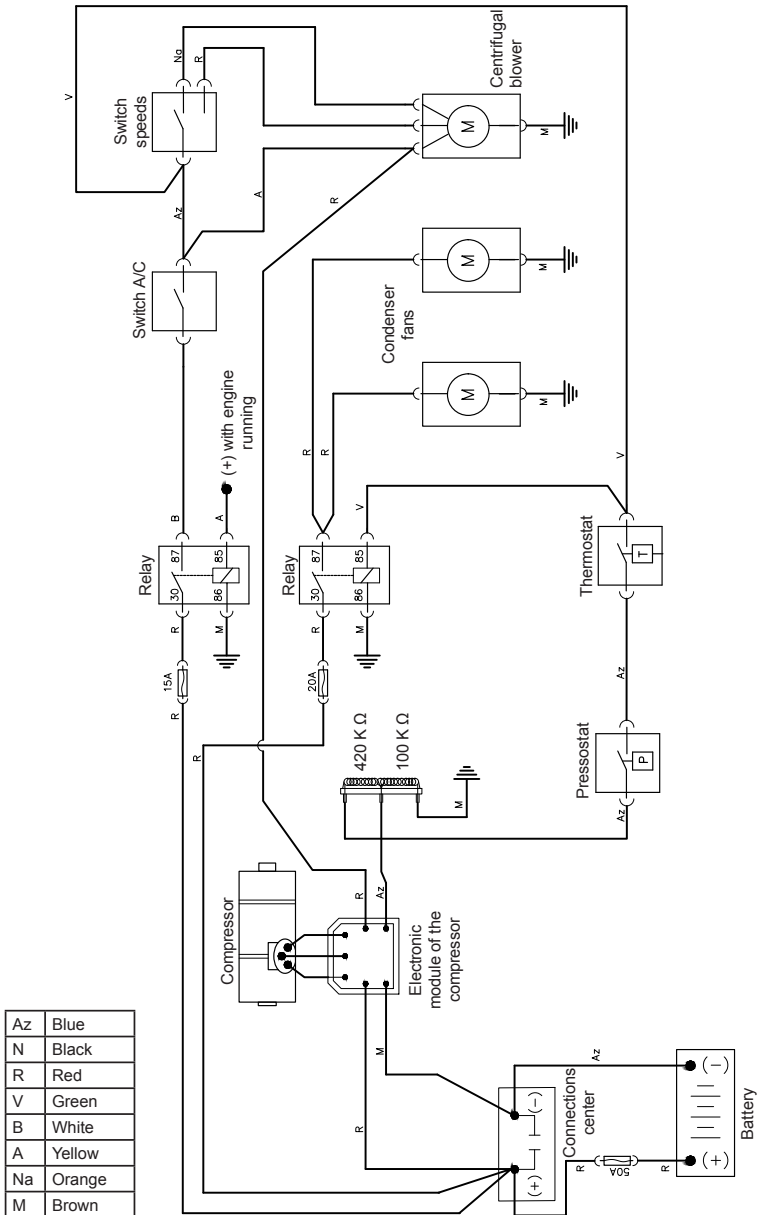 V
Na
R
Switch
speeds
Az
A
R
Switch A/C
M
Centrifugal
blower
M
M
M
Condenser
fans
M
M
B
(+) with engine
running
A
Relay
30
87
86
85
R
M
15A
R
R
R
V
V
Relay
30
87
86
85
R
M
20A
R
420 K Ω
100 K Ω
M
T
Thermostat
Az
P
Pressostat
Az
Compressor
R
Az
Electronic
module of the
compressor
R
M
(+)
(-)
Connections
center
Az
R
50A
R
(+)
(-)
Battery
Az Blue
N Black
R Red
V Green
B White
A Yellow
Na Orange
M Brown